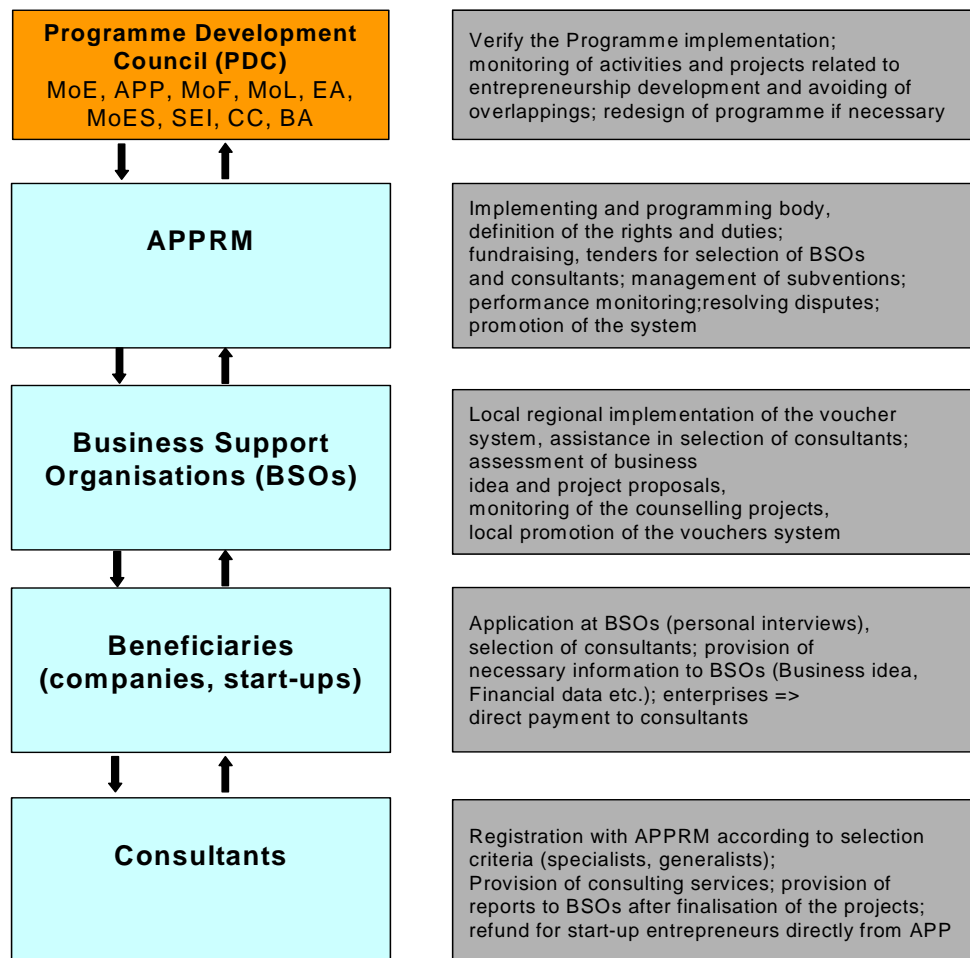 Programme Development
Council (PDC)
MoE, APP, MoF, MoL, EA,
MoES, SEI, CC, BA
Verify the Programme implementation;
monitoring of activities and projects related to
entrepreneurship development and avoiding of
overlappings; redesign of programme if necessary
APPRM
Implementing and programming body,
definition of the rights and duties;
fundraising, tenders for selection of BSOs
and consultants; management of subventions;
performance monitoring;resolving disputes;
promotion of the system
Business Support
Organisations (BSOs)
Local regional implementation of the voucher
system, assistance in selection of consultants;
assessment of business
idea and project proposals,
monitoring of the counselling projects,
local promotion of the vouchers system
Beneficiaries
(companies, start-ups)
Application at BSOs (personal interviews),
selection of consultants; provision of
necessary information to BSOs (Business idea,
Financial data etc.); enterprises =>
direct payment to consultants
Consultants
Registration with APPRM according to selection
criteria (specialists, generalists);
Provision of consulting services; provision of
reports to BSOs after finalisation of the projects;
refund for start-up entrepreneurs directly from APP